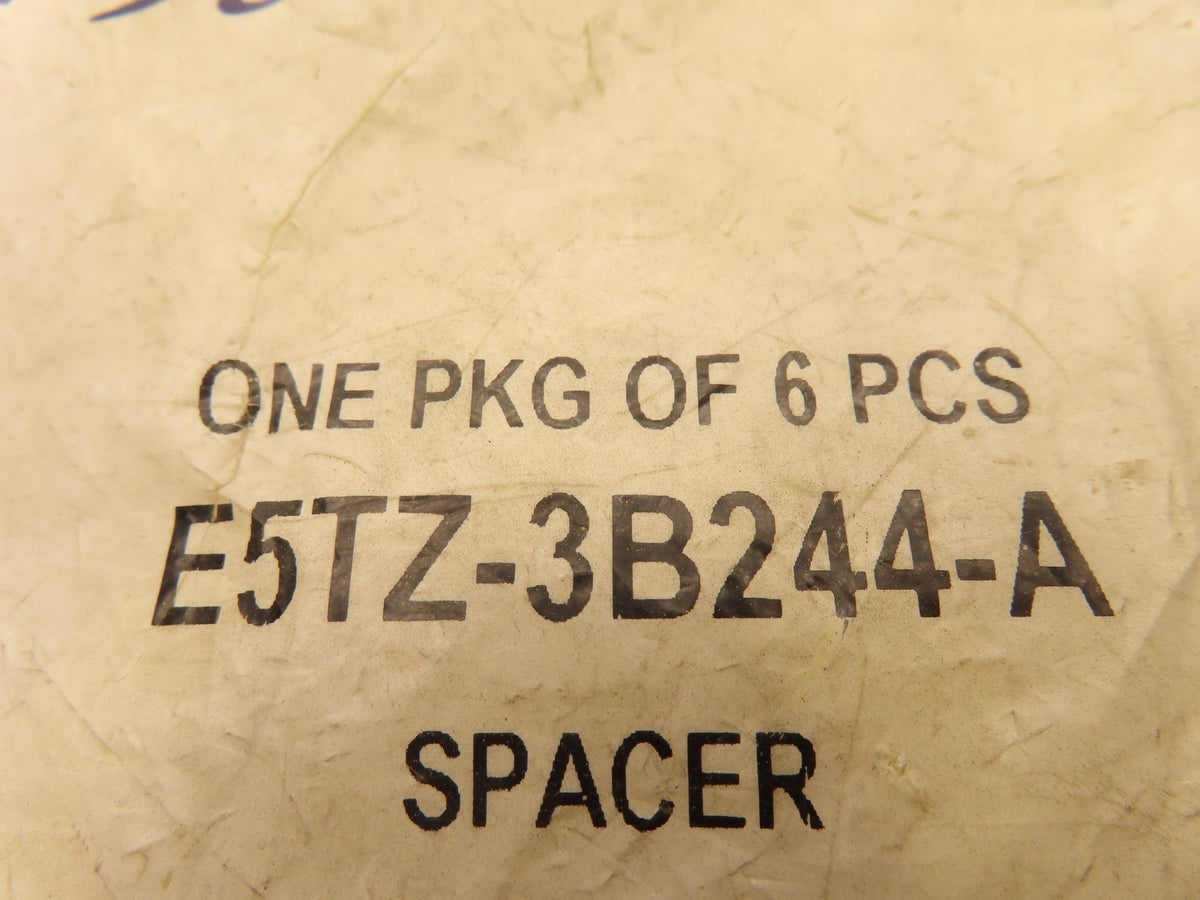 ONE PKG OF 6 PCS
E5TZ-3B244-A
SPACER